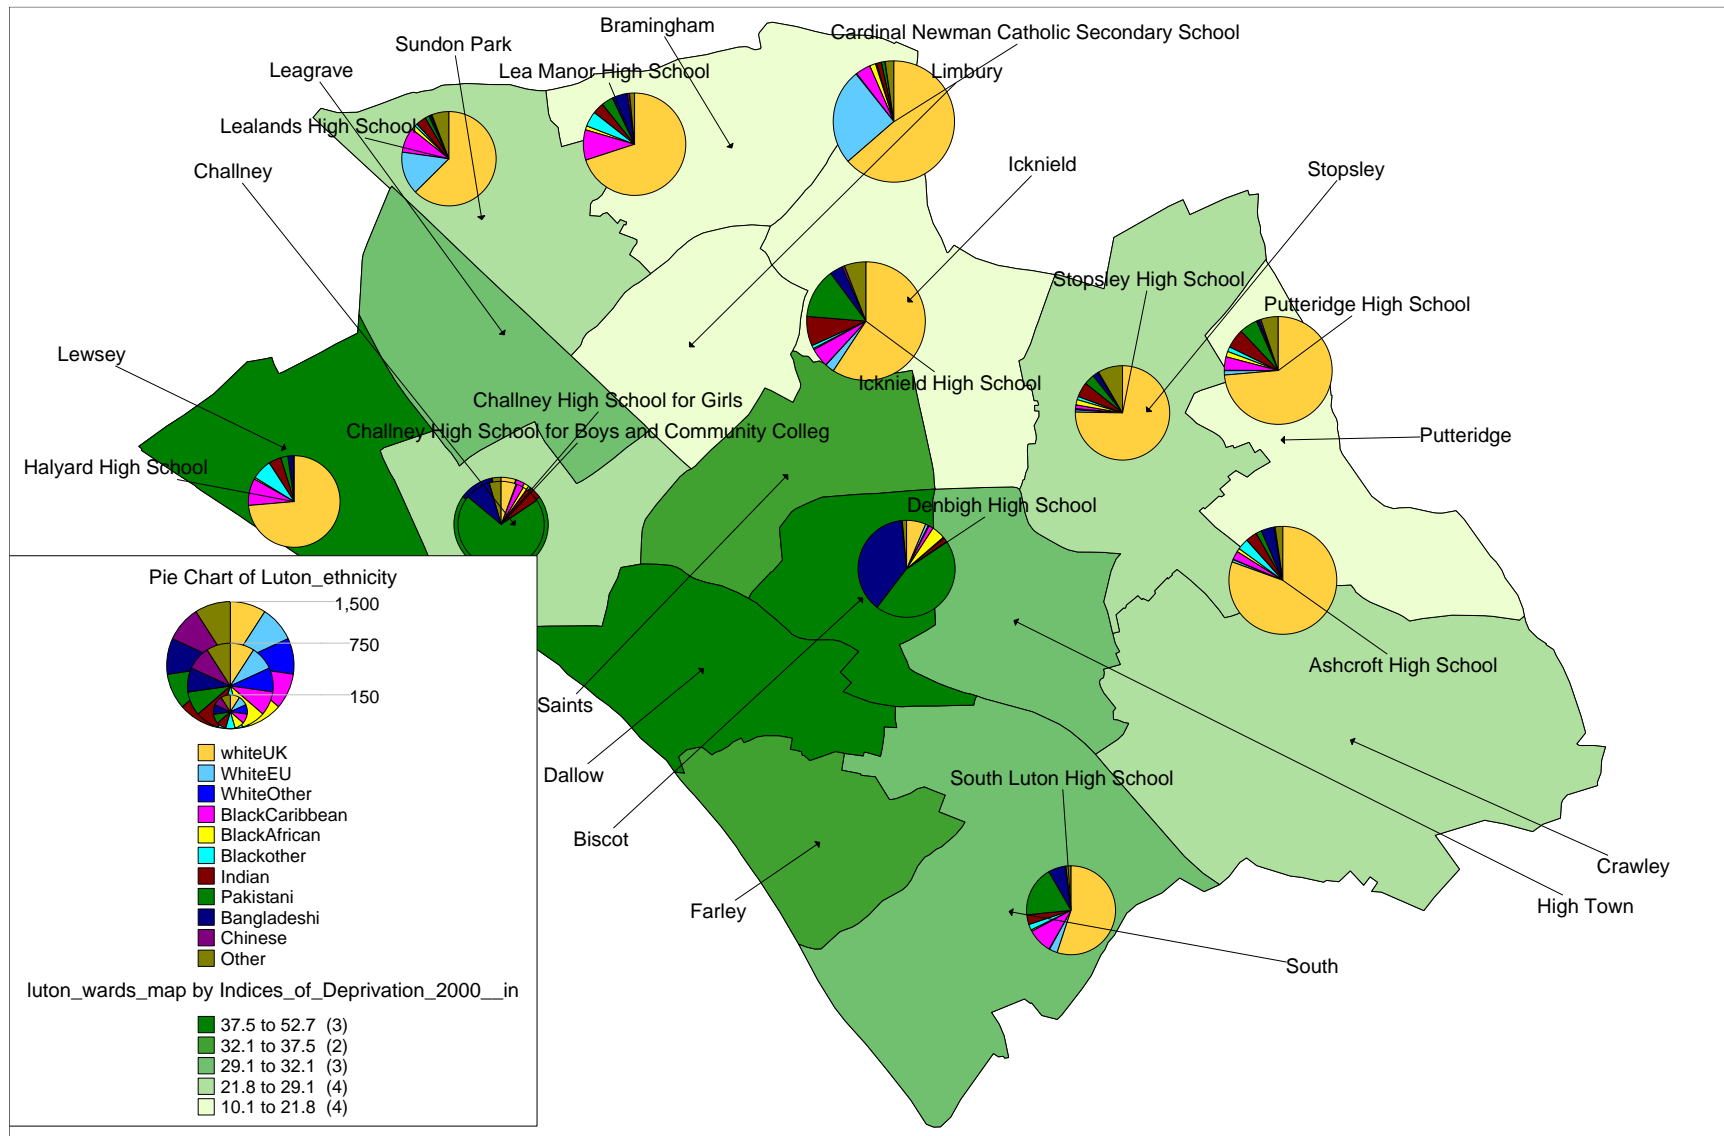 Bramingham
Cardinal Newman Catholic Secondary School
Sundon Park
Leagrave
Lea Manor High School
Limbury
Lealands High School
Challney
Icknield
Stopsley
Stopsley High School
Putteridge High School
Lewsey
Icknield High School
Challney High School for Girls
Challney High School for Boys and Community Colleg
Putteridge
Halyard High School
Denbigh High School
Pie Chart of Luton_ethnicity
1,500
750
150
Ashcroft High School
Saints
Dallow
South Luton High School
Biscot
Crawley
Farley
High Town
South
whiteUK
WhiteEU
WhiteOther
BlackCaribbean
BlackAfrican
Blackother
Indian
Pakistani
Bangladeshi
Chinese
Other
luton_wards_map by Indices_of_Deprivation_2000__in
37.5 to 52.7 (3)
32.1 to 37.5 (2)
29.1 to 32.1 (3)
21.8 to 29.1 (4)
10.1 to 21.8 (4)